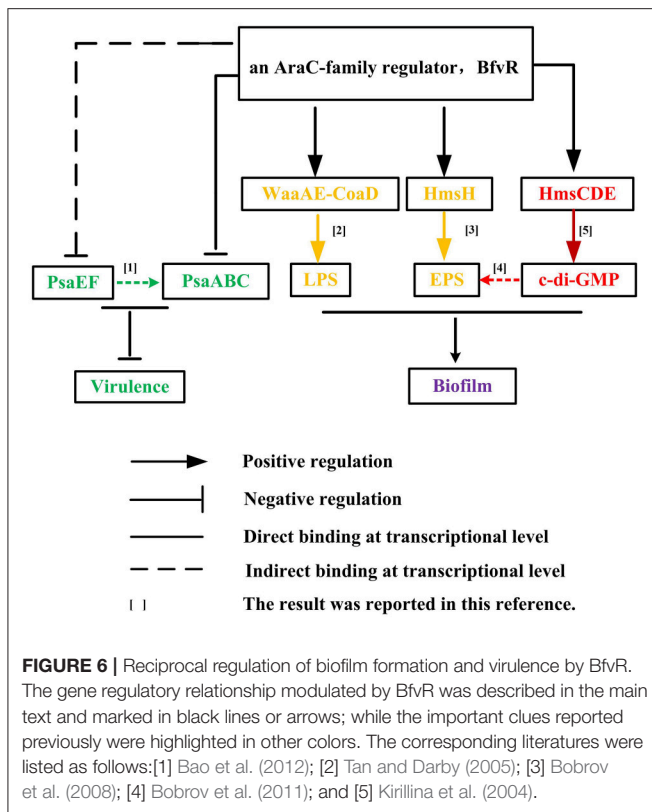 an AraC-family regulator, BfvR
WaaAE-CoaD
HmsH
HmsCDE
[2]
[3]
[5]
PsaEF
[1]
PsaABC
LPS
EPS
[4]
c-di-GMP
Virulence
Biofilm
Positive regulation
Negative regulation
Direct binding at transcriptional level
Indirect binding at transcriptional level
[ ] The result was reported in this reference.
FIGURE 6 | Reciprocal regulation of biofilm formation and virulence by BfvR.
The gene regulatory relationship modulated by BfvR was described in the main
text and marked in black lines or arrows; while the important clues reported
previously were highlighted in other colors. The corresponding literatures were
listed as follows:[1] Bao et al. (2012); [2] Tan and Darby (2005); [3] Bobrov
et al. (2008); [4] Bobrov et al. (2011); and [5] Kirillina et al. (2004).